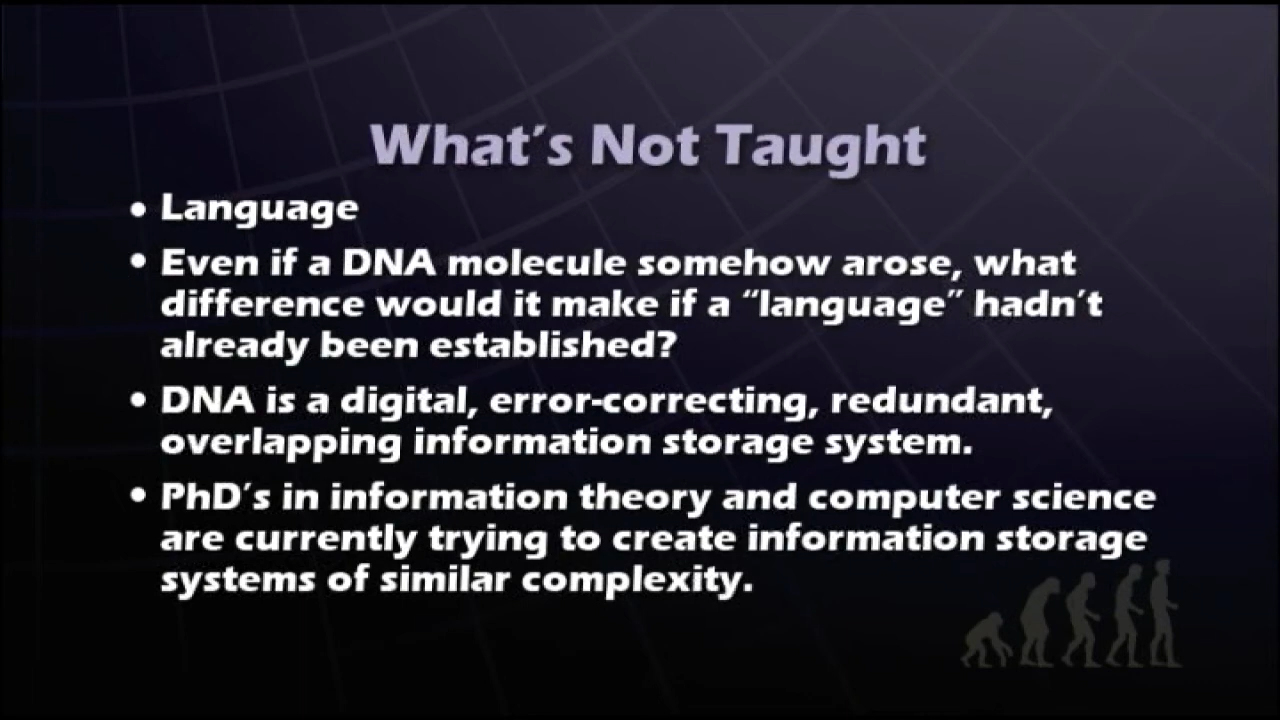 What's Not Taught
• Language
• Even if a DNA molecule somehow arose, what
difference would it make if a “language” hadn't
already been established?
• DNA is a digital, error-correcting, redundant,
overlapping information storage system.
• PhD's in information theory and computer science
are currently trying to create information storage
systems of similar complexity.